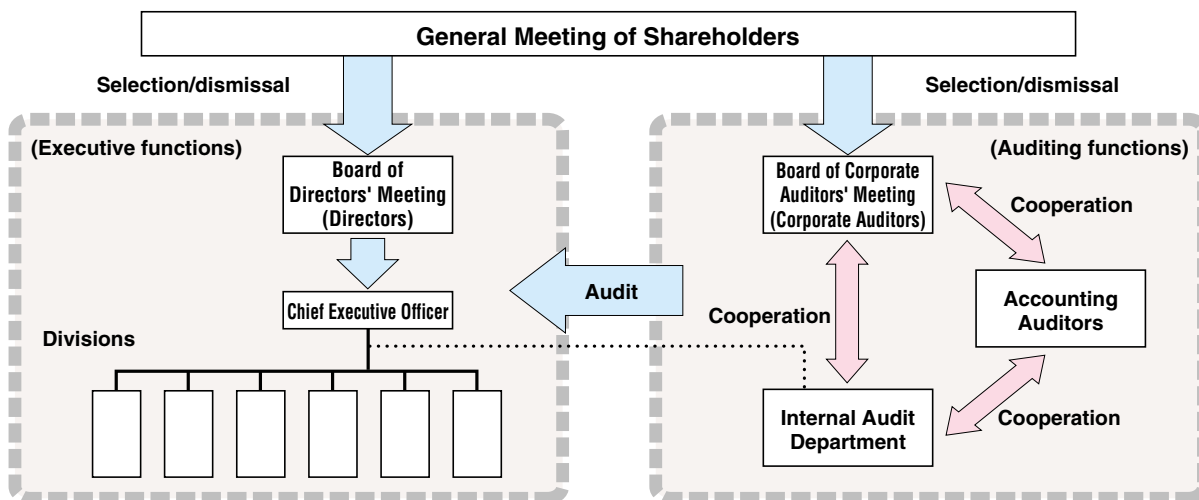 General Meeting of Shareholders
Selection/dismissal
Selection/dismissal
(Executive functions)
Board of
Directors' Meeting
(Directors)
Chief Executive Officer
Divisions
Audit
(Auditing functions)
Board of Corporate
Auditors' Meeting
(Corporate Auditors)
Cooperation
Accounting
Auditors
Cooperation
Internal Audit
Department
Cooperation